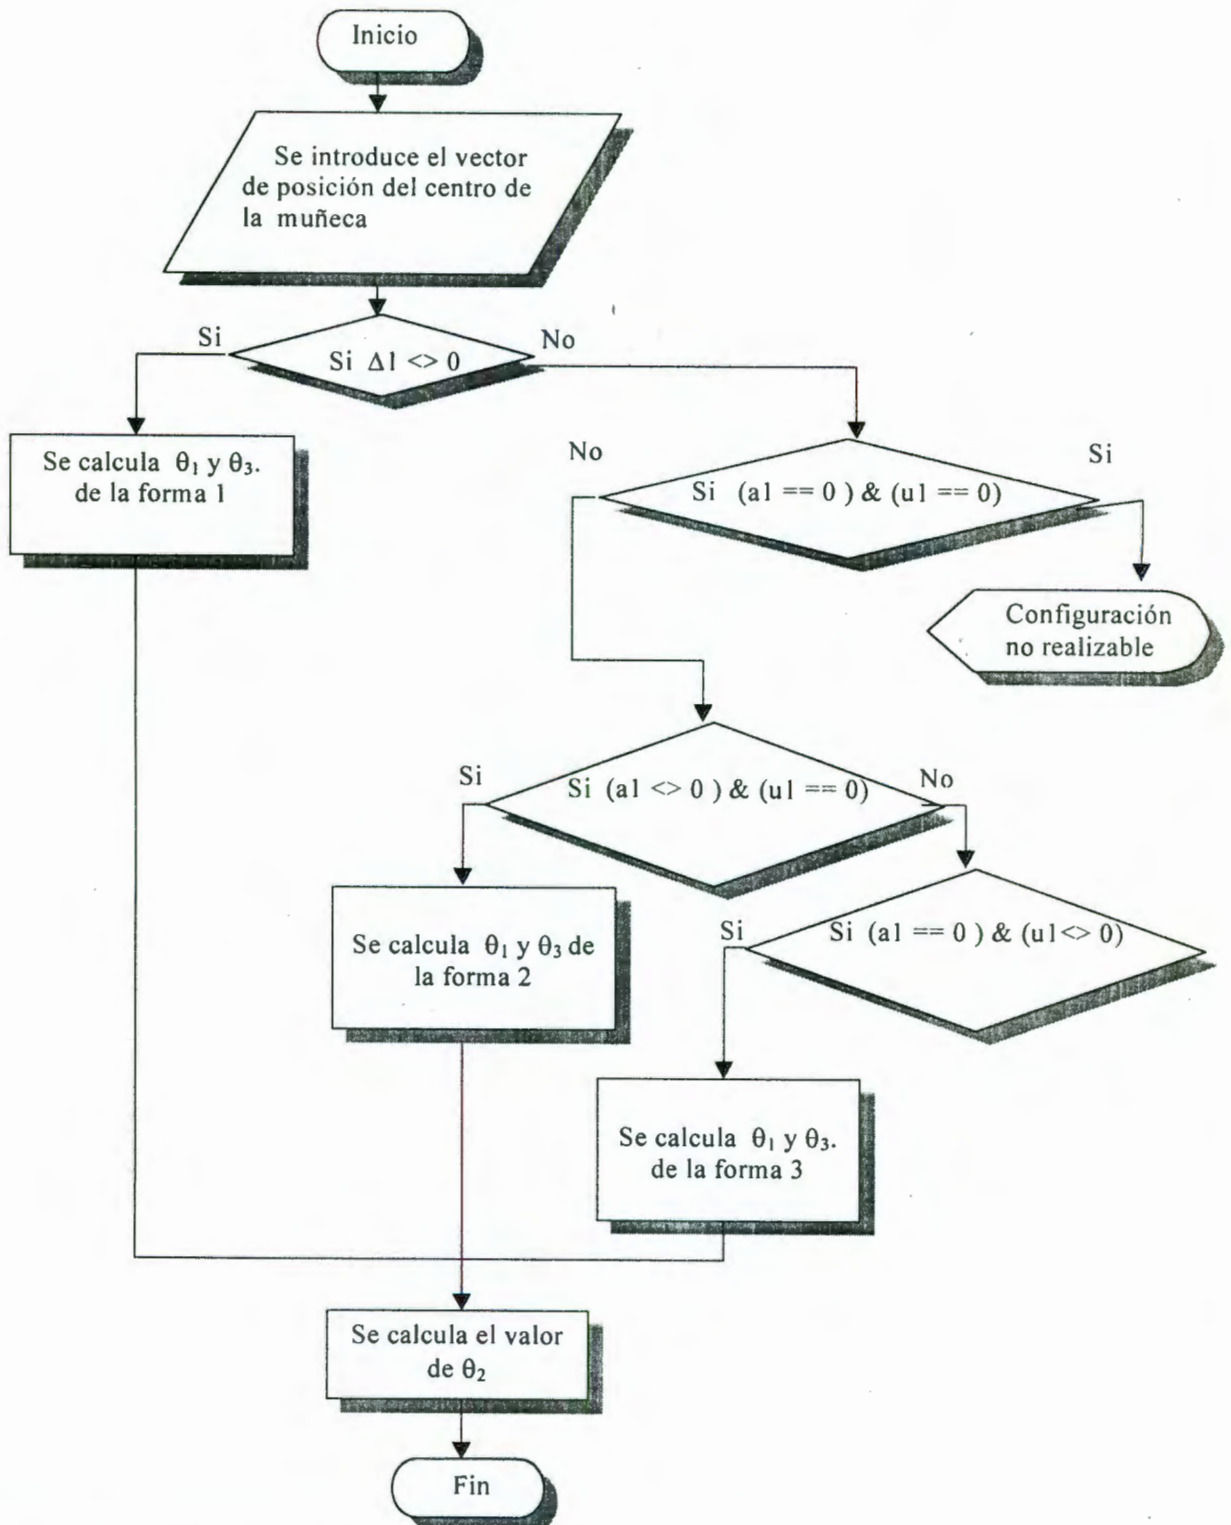 Inicio
Se introduce el vector
de posición del centro de
la muñeca
Si
No
Si Δ1 <> 0
Se calcula θ₁ y θ₃.
de la forma 1
No
Si
Si (a1 == 0 ) & (u1 == 0)
Configuración
no realizable
Si
No
Si (a1 <> 0 ) & (u1 == 0)
Se calcula θ₁ y θ₃ de
la forma 2
Si
Si (a1 == 0 ) & (u1<> 0)
Se calcula θ₁ y θ₃.
de la forma 3
Se calcula el valor
de θ₂
Fin